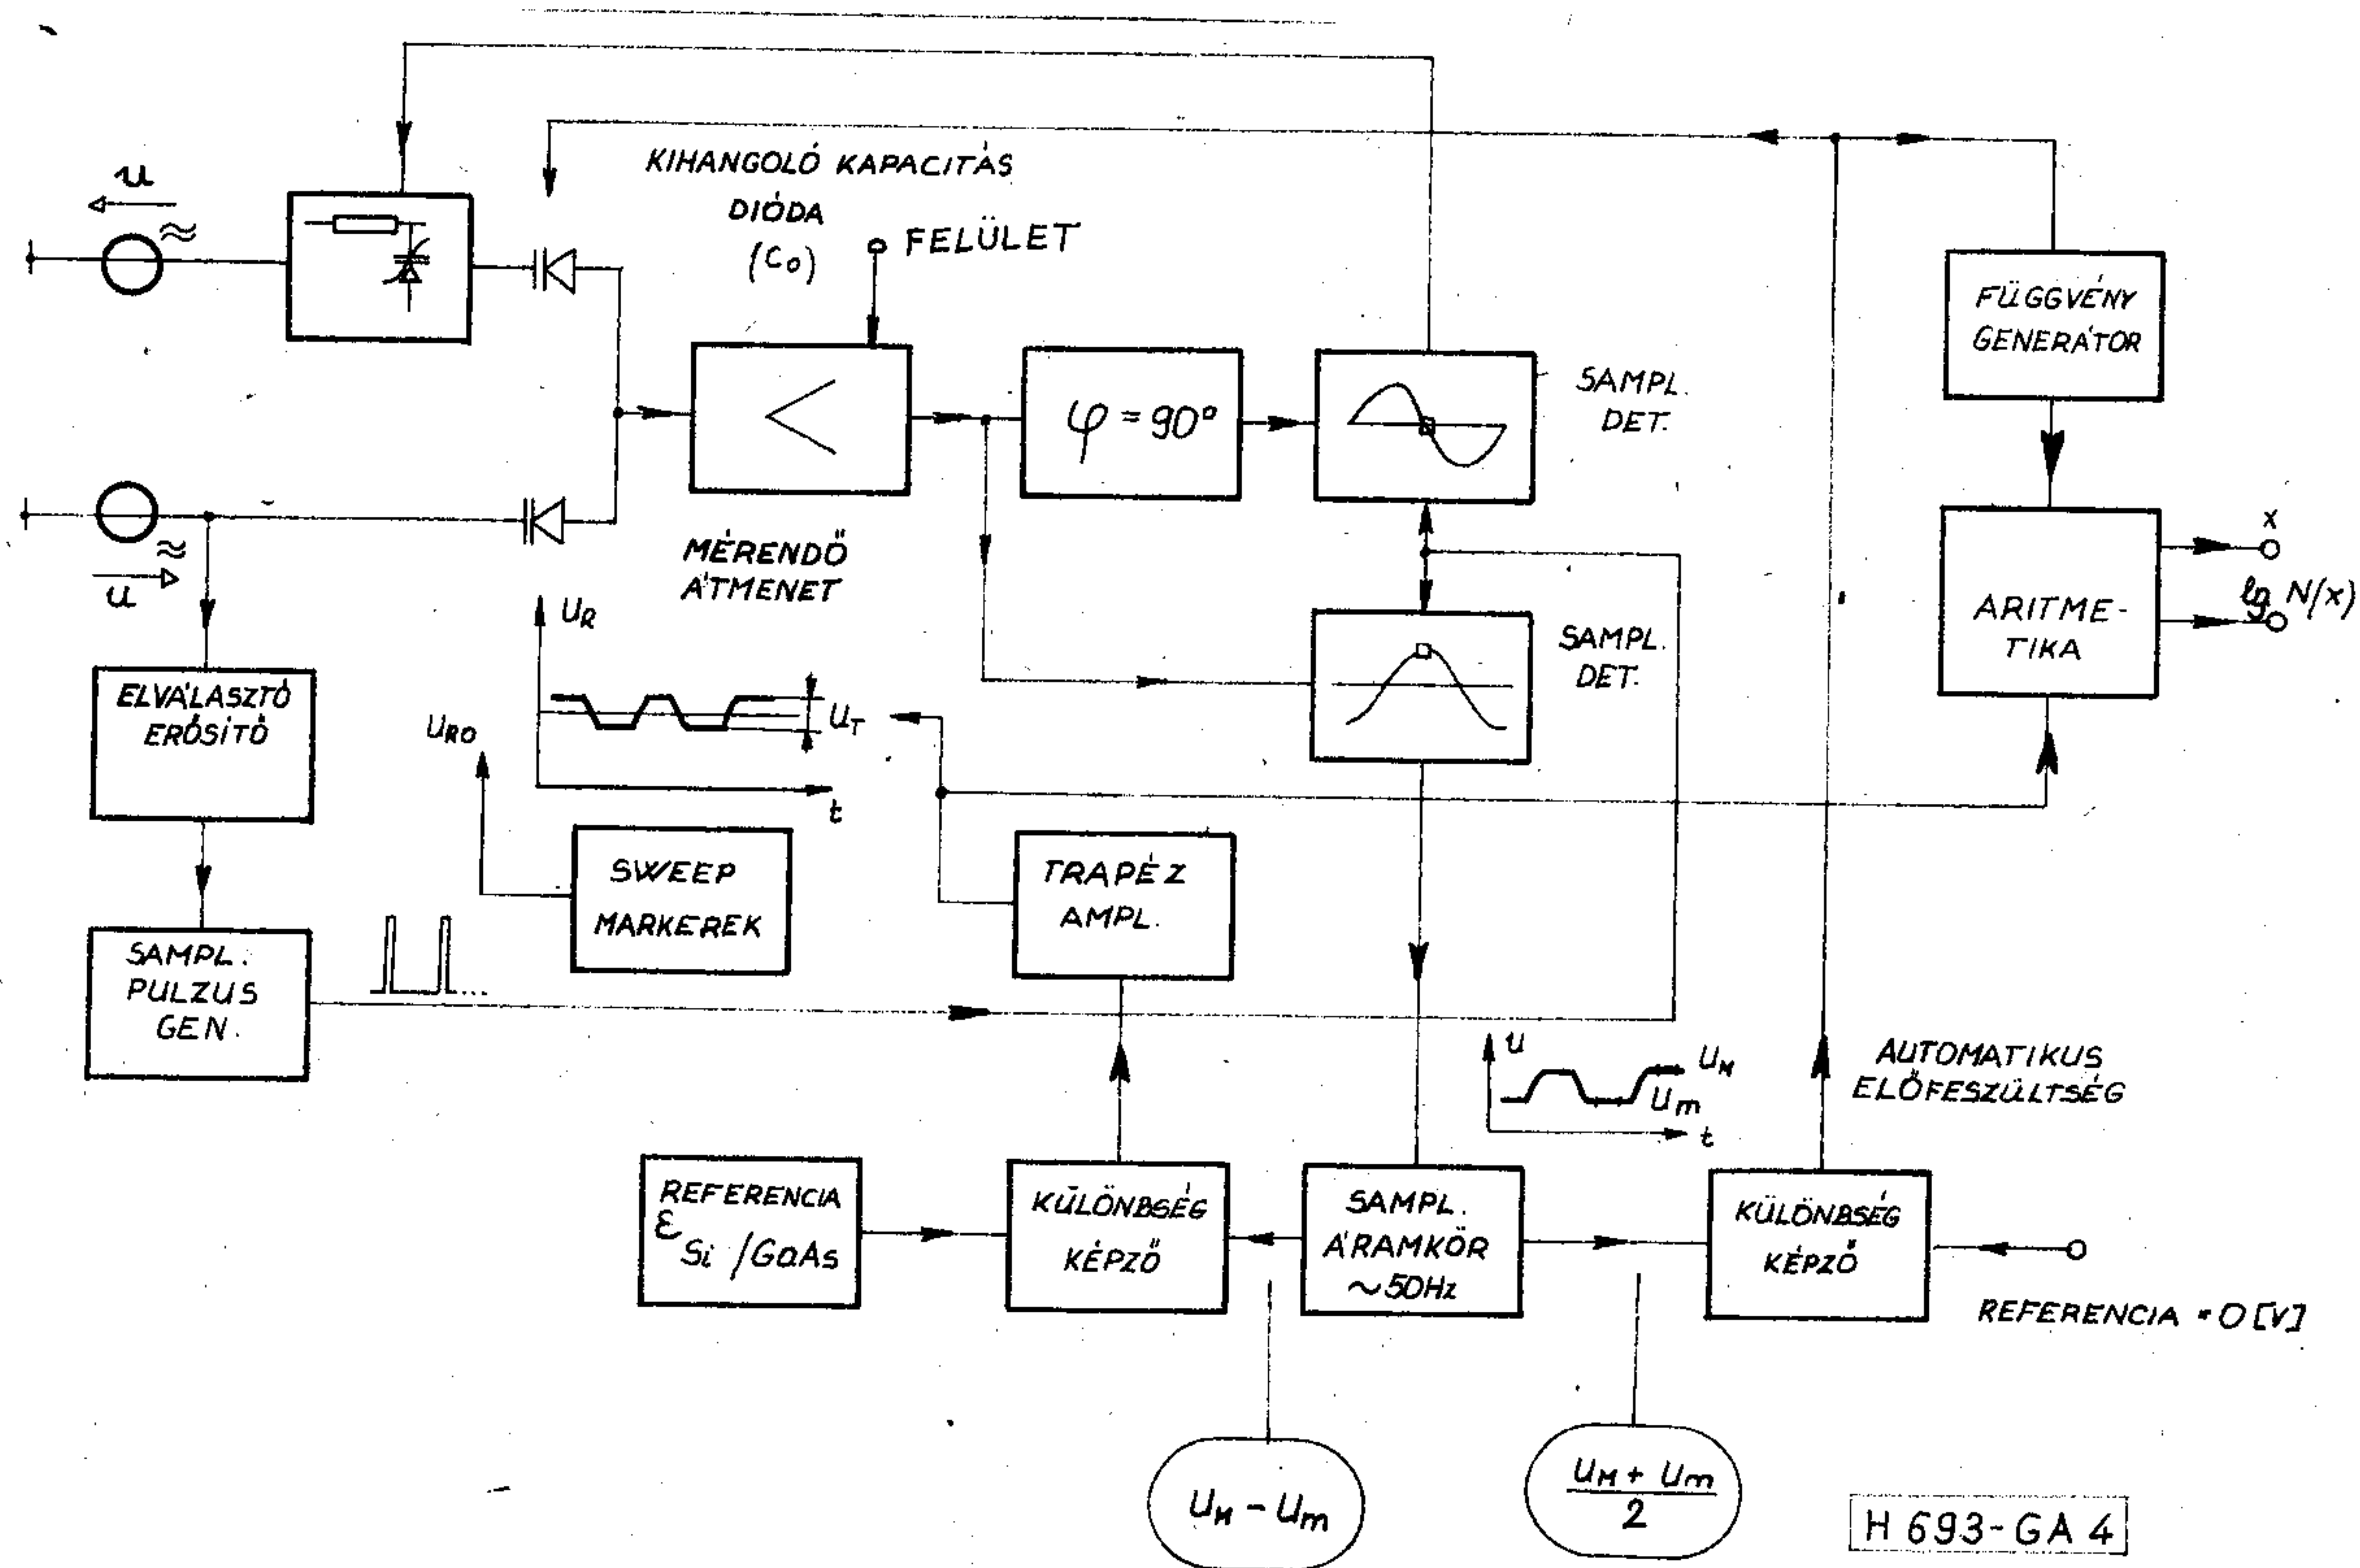 u
≈
KIHANGOLÓ KAPACITÁS
DIÓDA
(C₀)
FELÜLET
FÜGGVÉNY
GENERÁTOR
<
φ = 90°
SAMPL.
DET.
≈
u
MÉRENDŐ
ÁTMENET
x
lg N(x)
ARITME-
TIKA
SAMPL.
DET.
ELVÁLASZTÓ
ERŐSÍTŐ
U_R
U_T
t
U_RO
SWEEP
MARKEREK
TRAPÉZ
AMPL.
SAMPL.
PULZUS
GEN.
u
U_M
U_m
t
AUTOMATIKUS
ELŐFESZÜLTSÉG
REFERENCIA
ε Si /GaAs
KÜLÖNBSÉG
KÉPZŐ
SAMPL.
ÁRAMKÖR
~50Hz
KÜLÖNBSÉG
KÉPZŐ
REFERENCIA = 0 [V]
U_M - U_m
U_M + U_m
2
H 693-GA 4